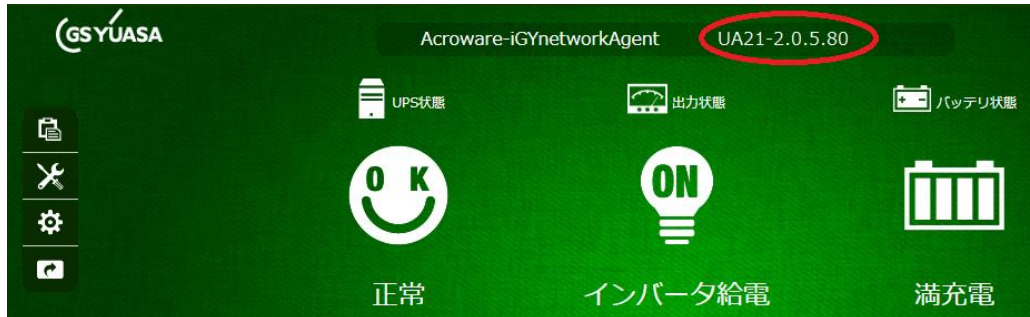 GS YUASA
Acroware-iGYnetworkAgent UA21-2.0.5.80
UPS状態 出力状態 バッテリ状態
OK ON
正常 インバータ給電 満充電